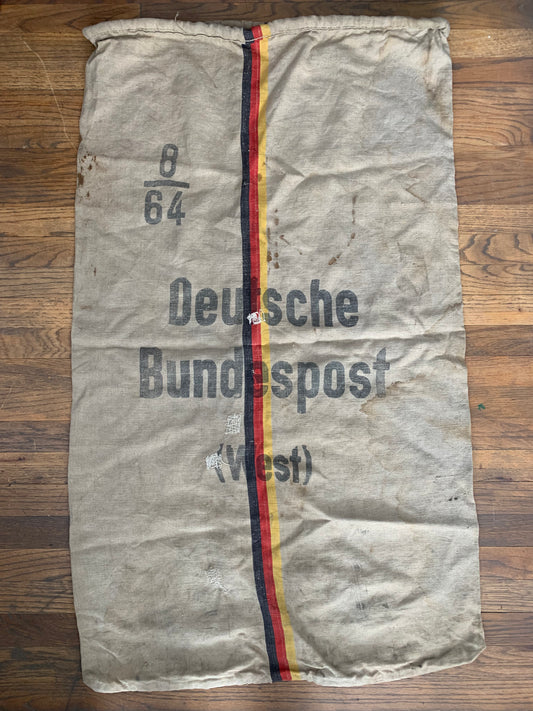 8
64
Deutsche
Bundespost
(West)